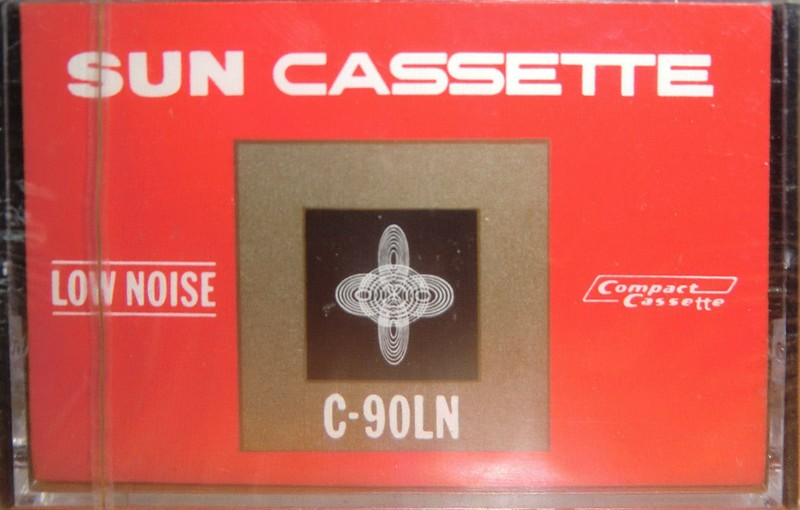 SUN CASSETTE
LOW NOISE
Compact
Cassette
C-90LN